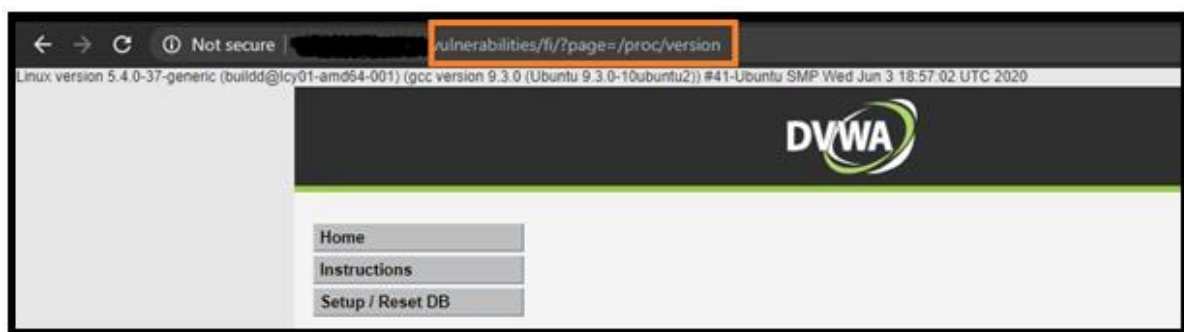 Not secure | vulnerabilities/fi/?page=/proc/version
Linux version 5.4.0-37-generic (buildd@lcy01-amd64-001) (gcc version 9.3.0 (Ubuntu 9.3.0-10ubuntu2)) #41-Ubuntu SMP Wed Jun 3 18:57:02 UTC 2020
DVWA
Home
Instructions
Setup / Reset DB